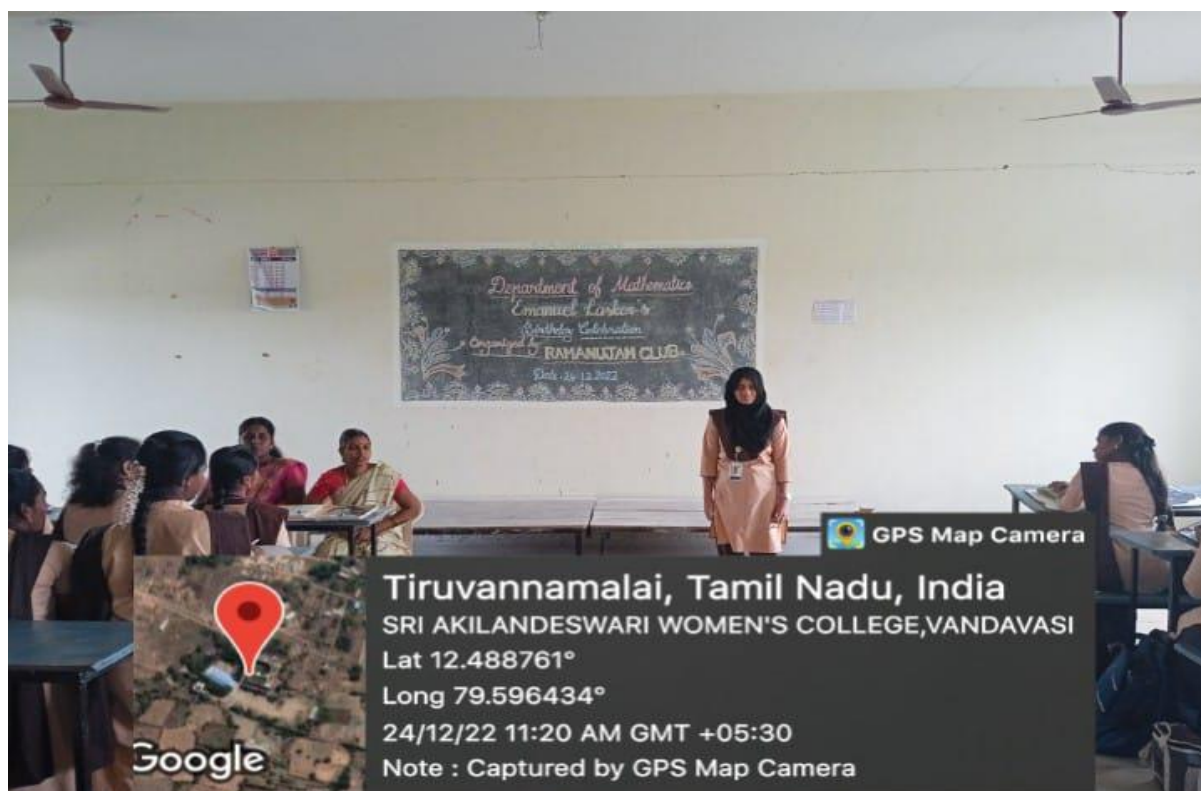 Department of Mathematics
Emanuel Lasker's
Birthday Celebration
Organized by RAMANUJAM CLUB
Date : 24.12.2022
GPS Map Camera
Tiruvannamalai, Tamil Nadu, India
SRI AKILANDESWARI WOMEN'S COLLEGE,VANDAVASI
Lat 12.488761°
Long 79.596434°
24/12/22 11:20 AM GMT +05:30
Note : Captured by GPS Map Camera
Google